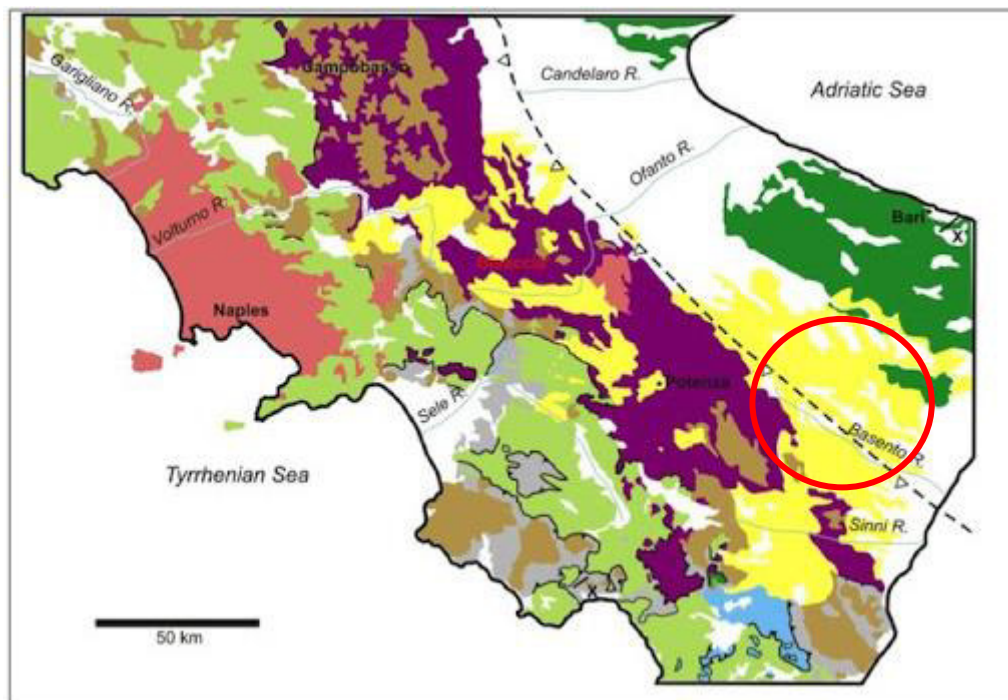 Campobasso
Garigliano R.
Candelaro R.
Adriatic Sea
Ofanto R.
Volturno R.
Bari
X
Naples
Potenza
Sele R.
Basento R.
Tyrrhenian Sea
Sinni R.
X
50 km